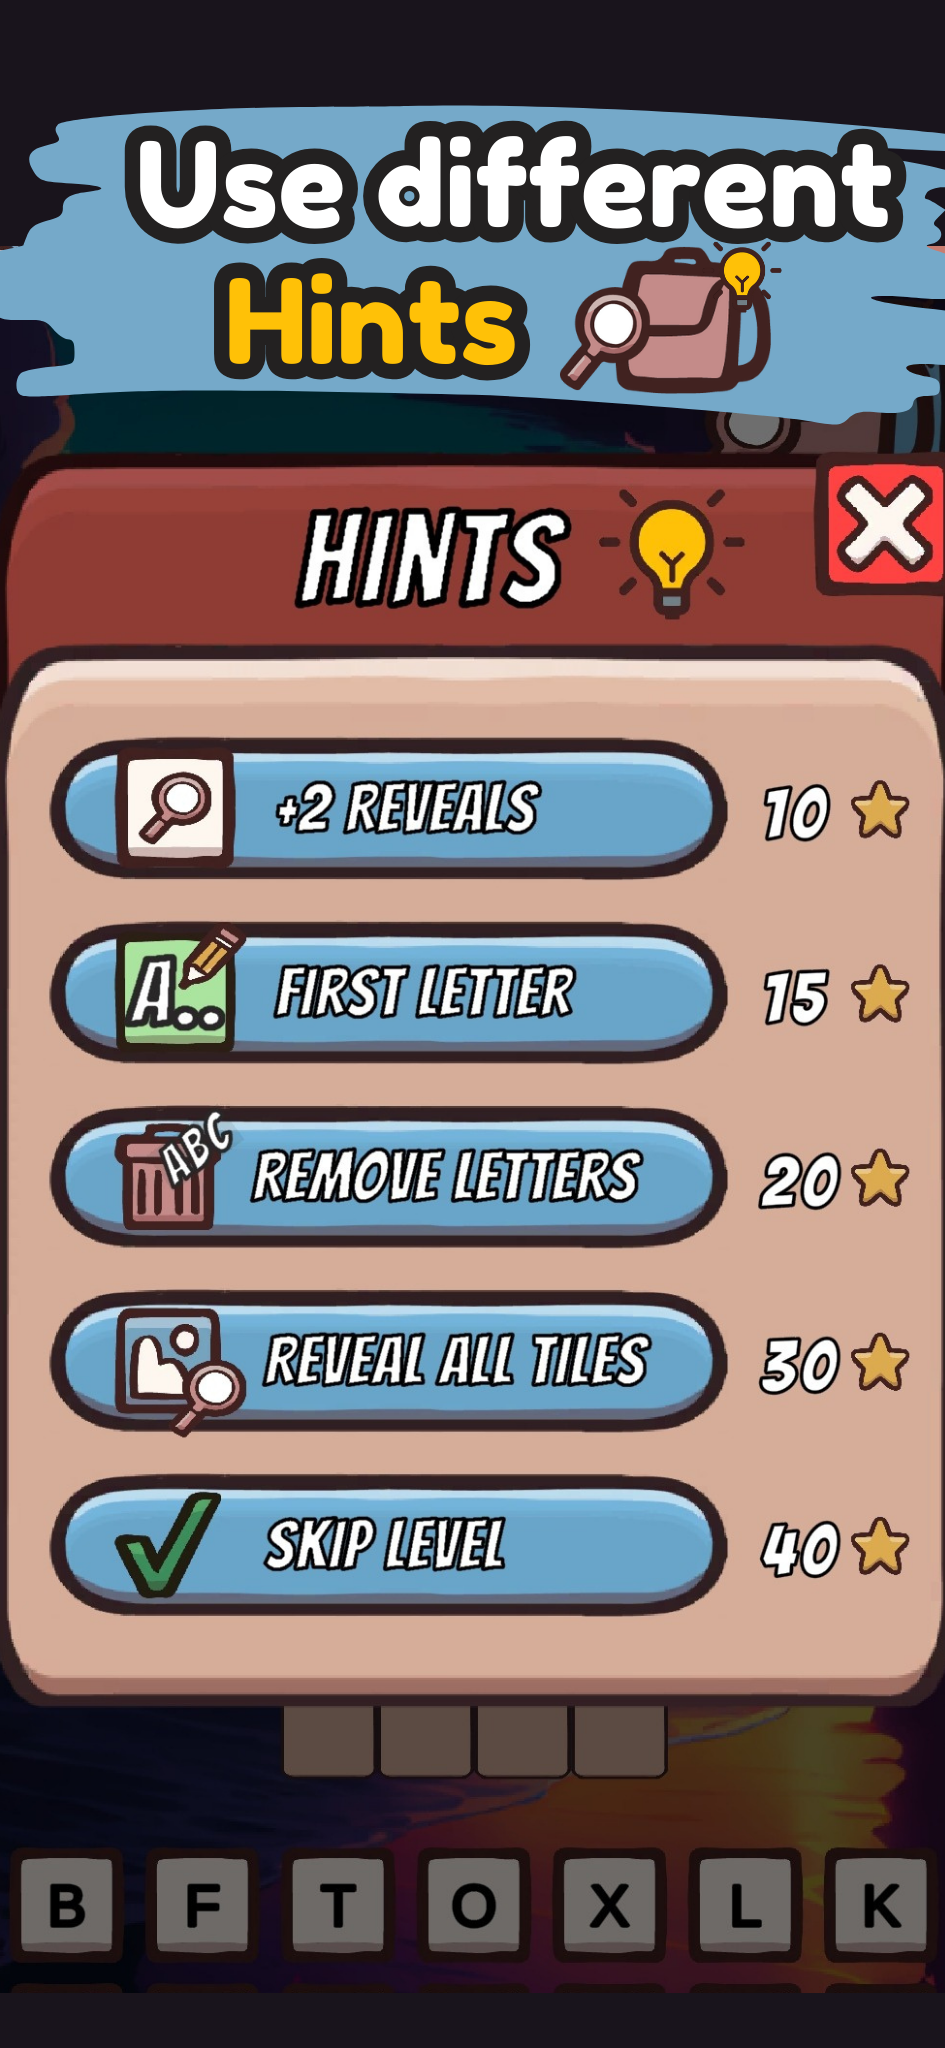 Use different
Hints
HINTS
+2 REVEALS 10
A..
FIRST LETTER 15
ABC
REMOVE LETTERS 20
REVEAL ALL TILES 30
SKIP LEVEL 40
B F T O X L K